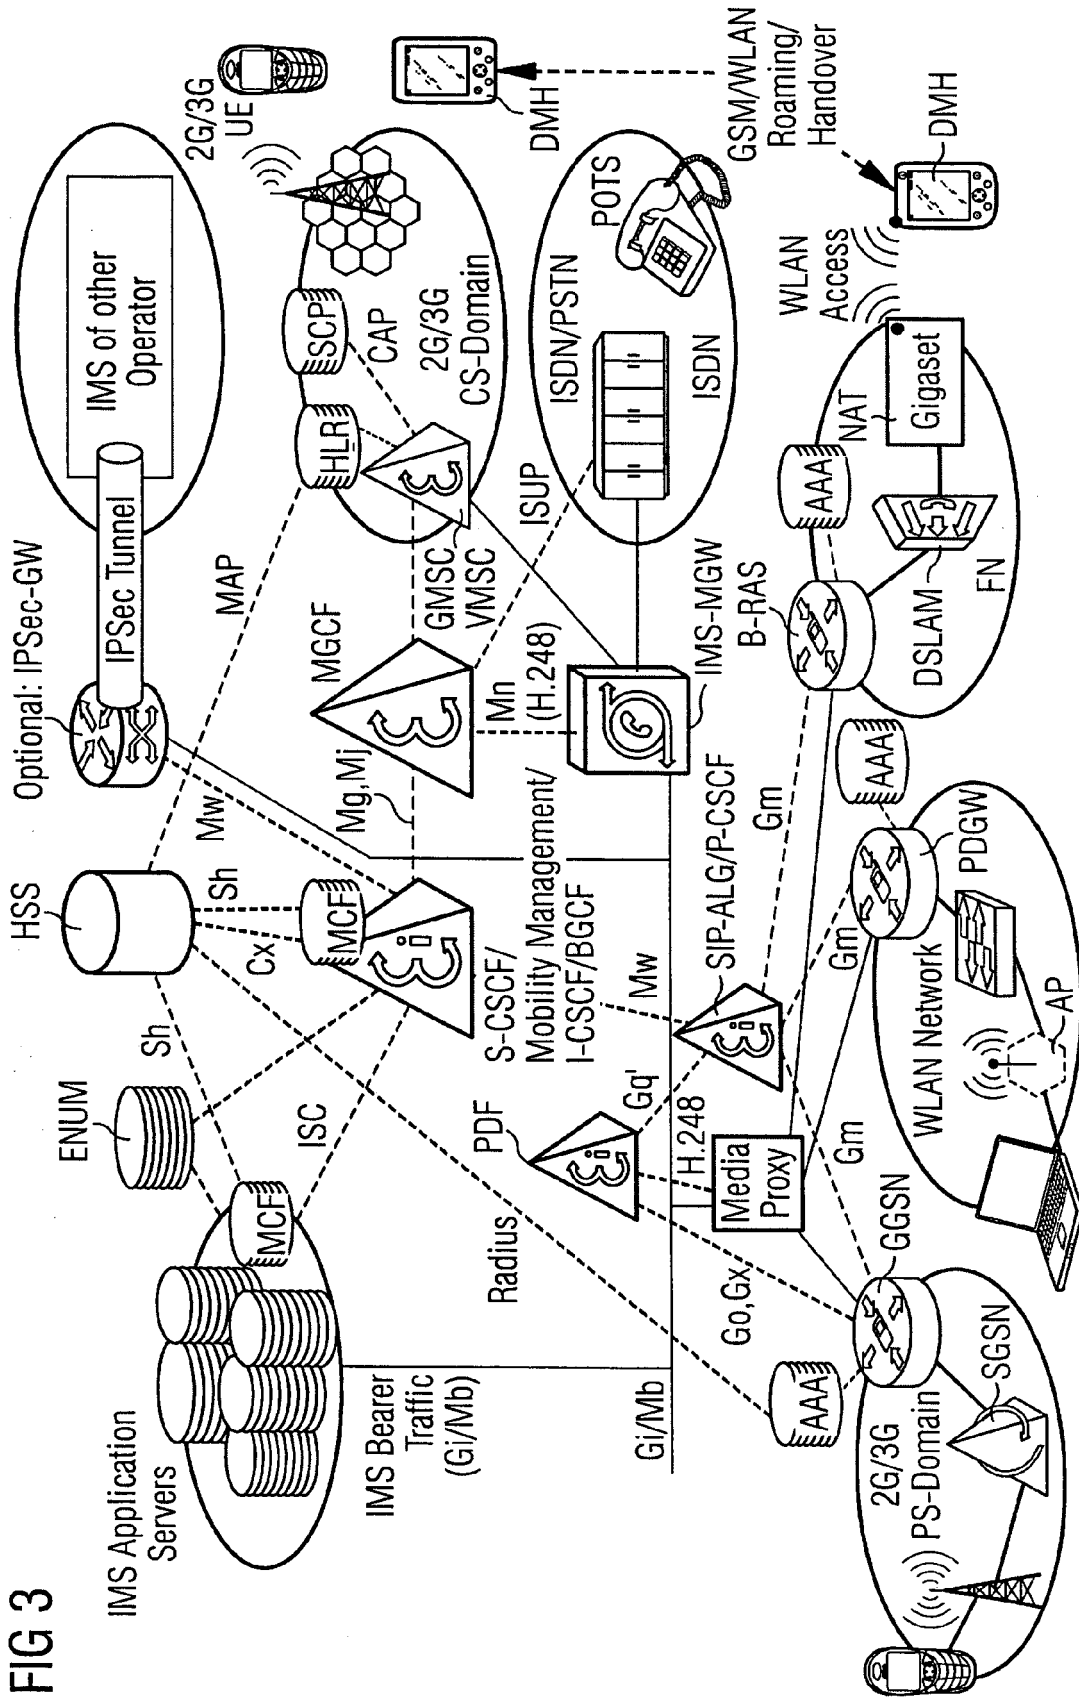 FIG 3
IMS Application
Servers
MCF
ENUM
Sh
ISC
HSS
Cx
Sh
MCF
S-CSCF/
Mobility Management/
I-CSCF/BGCF
Optional: IPSec-GW
Mw
IPSec Tunnel
IMS of other
Operator
MAP
Mg,Mj
MGCF
GMSC
VMSC
HLR
SCP
CAP
2G/3G
CS-Domain
2G/3G
UE
DMH
Mn
(H.248)
ISUP
ISDN/PSTN
POTS
ISDN
GSM/WLAN
Roaming/
Handover
DMH
IMS Bearer
Traffic
(Gi/Mb)
Radius
PDF
Gq'
Mw
Gi/Mb
Go,Gx
H.248
Media
Proxy
SIP-ALG/P-CSCF
Gm
IMS-MGW
B-RAS
AAA
WLAN
Access
NAT
Gigaset
DSLAM
FN
AAA
GGSN
Gm
Gm
AAA
PDGW
WLAN Network
AP
2G/3G
PS-Domain
SGSN